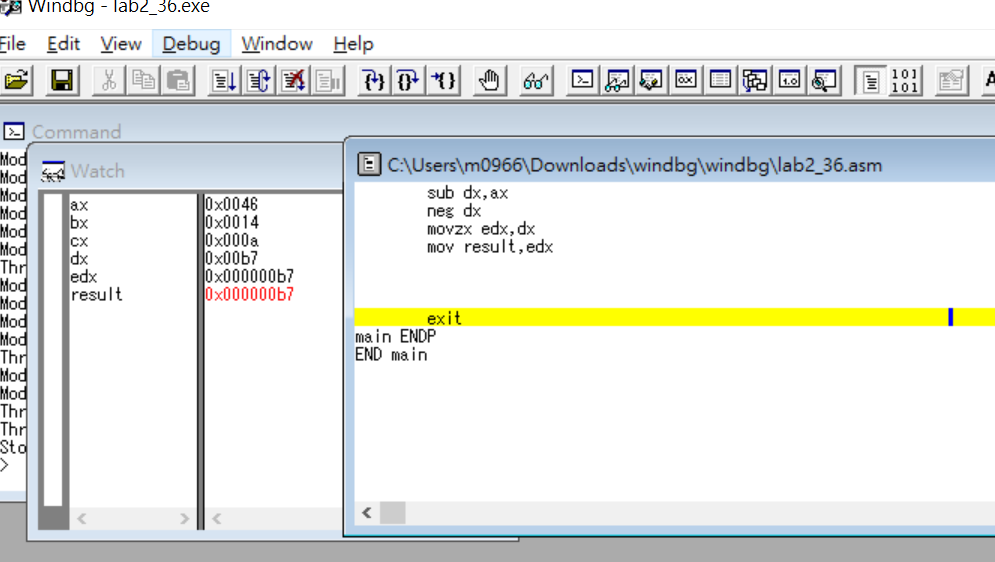 Windbg - lab2_36.exe
File Edit View Debug Window Help
101
101
Command
Mod
Mod
Mod
Mod
Mod
Mod
Thr
Mod
Mod
Mod
Mod
Thr
Mod
Mod
Thr
Thr
Sto
>
Watch
ax 0x0046
bx 0x0014
cx 0x000a
dx 0x00b7
edx 0x000000b7
result 0x000000b7
C:\Users\m0966\Downloads\windbg\windbg\lab2_36.asm
sub dx,ax
neg dx
movzx edx,dx
mov result,edx
exit
main ENDP
END main